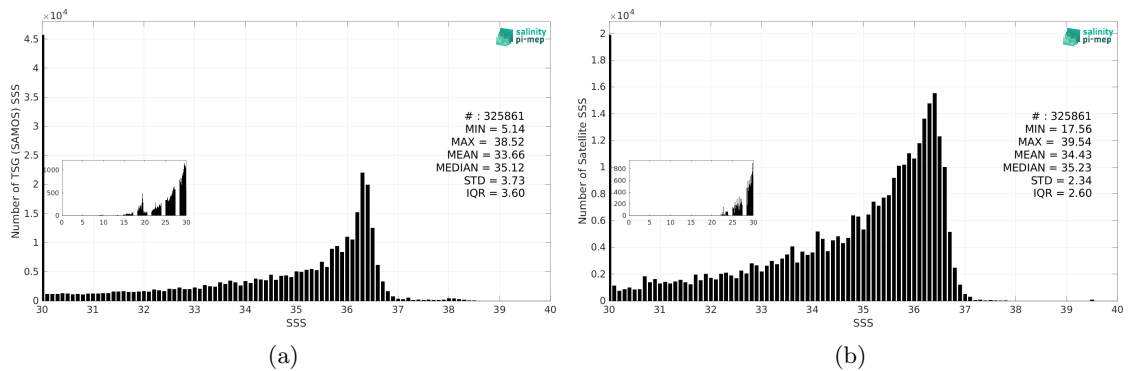 ×10⁴
4.5
4
3.5
3
2.5
2
1.5
1
0.5
0
Number of TSG (SAMOS) SSS
salinity
pi-mep
# : 325861
MIN = 5.14
MAX = 38.52
MEAN = 33.66
MEDIAN = 35.12
STD = 3.73
IQR = 3.60
1000
500
0
0 5 10 15 20 25 30
30 31 32 33 34 35 36 37 38 39 40
SSS
(a)
×10⁴
2
1.8
1.6
1.4
1.2
1
0.8
0.6
0.4
0.2
0
Number of Satellite SSS
salinity
pi-mep
# : 325861
MIN = 17.56
MAX = 39.54
MEAN = 34.43
MEDIAN = 35.23
STD = 2.34
IQR = 2.60
800
600
400
200
0
0 5 10 15 20 25 30
30 31 32 33 34 35 36 37 38 39 40
SSS
(b)